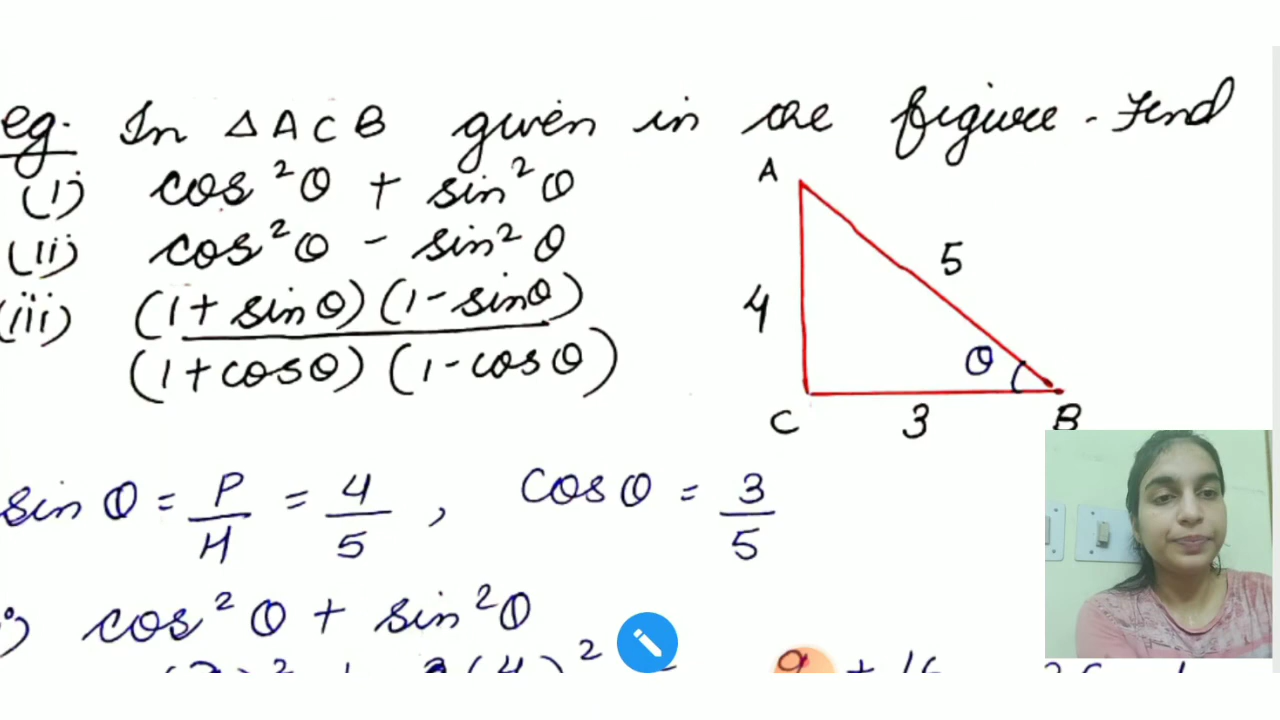 eg. In △ ACB given in the figure. Find
(i) cos²θ + sin²θ
(ii) cos²θ - sin²θ
(iii) (1+ sinθ) (1- sinθ)
(1+cosθ) (1-cosθ)
A
5
4
θ
C
3
B
sin θ = P/H = 4/5 , cos θ = 3/5
cos²θ + sin²θ